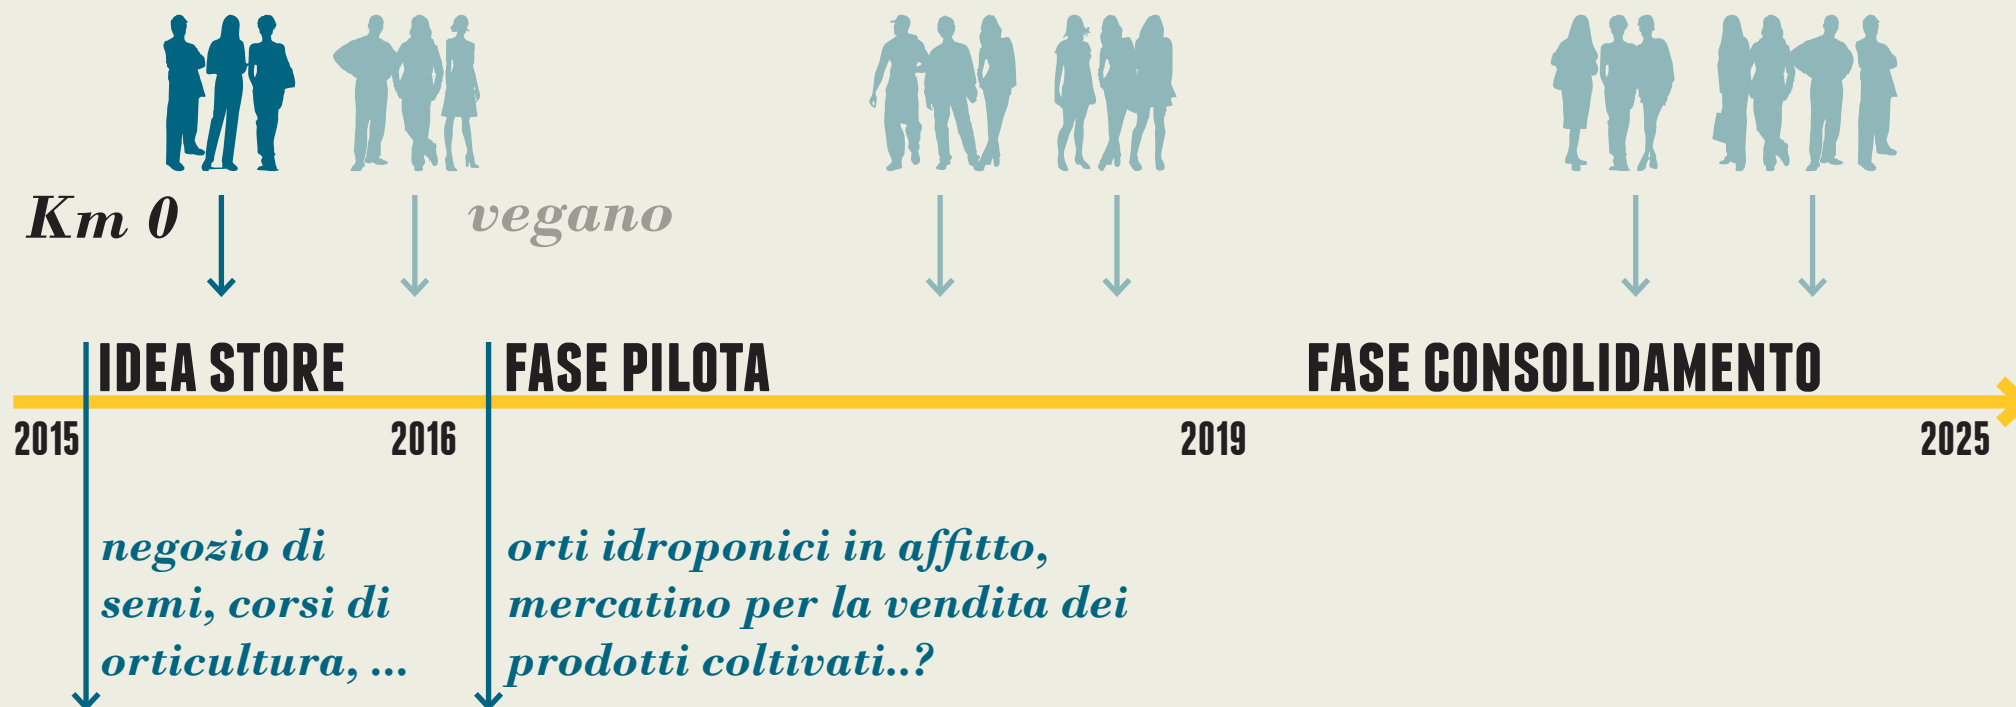 Km 0
vegano
IDEA STORE
FASE PILOTA
FASE CONSOLIDAMENTO
2015
2016
2019
2025
negozio di
semi, corsi di
orticultura, ...
orti idroponici in affitto,
mercatino per la vendita dei
prodotti coltivati..?